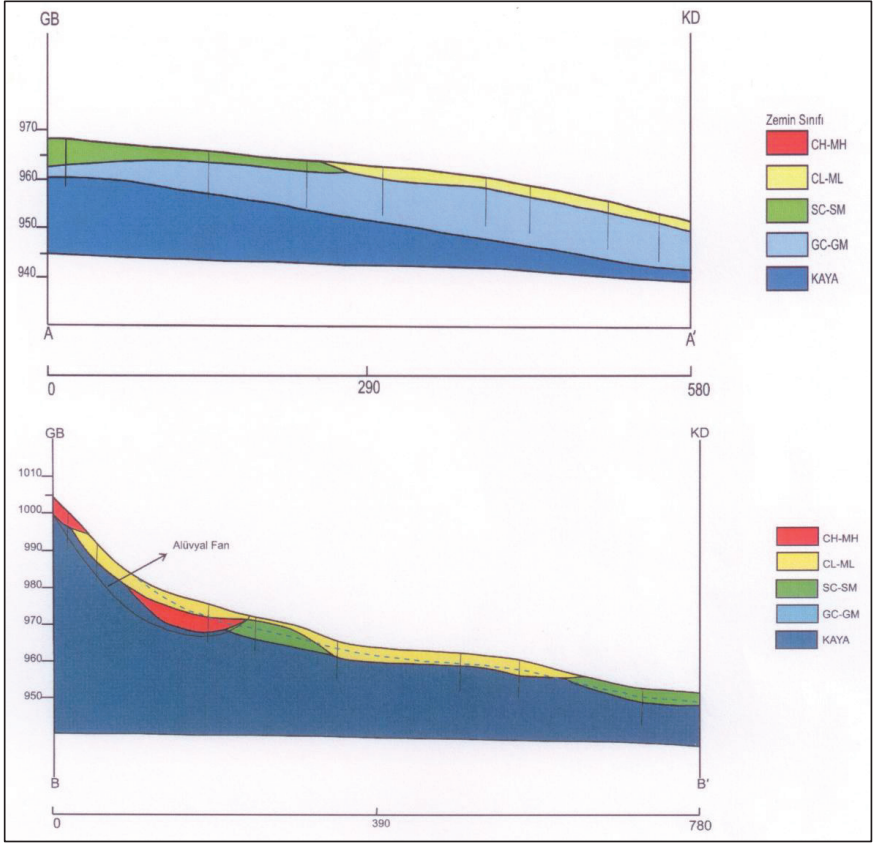 GB KD
970
960
950
940
Zemin Sınıfı
CH-MH
CL-ML
SC-SM
GC-GM
KAYA
A A'
0 290 580
GB KD
1010
1000
990
980
970
960
950
Alüvyal Fan
CH-MH
CL-ML
SC-SM
GC-GM
KAYA
B B'
0 390 780